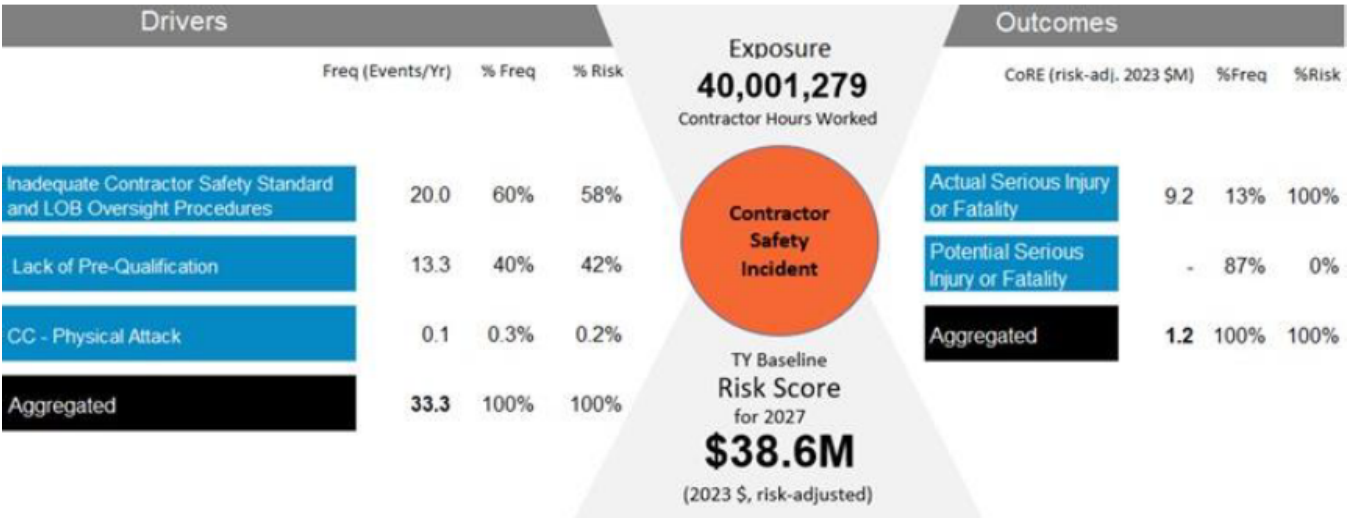 Drivers
Freq (Events/Yr) % Freq % Risk
Inadequate Contractor Safety Standard
and LOB Oversight Procedures
20.0 60% 58%
Lack of Pre-Qualification 13.3 40% 42%
CC - Physical Attack 0.1 0.3% 0.2%
Aggregated 33.3 100% 100%
Exposure
40,001,279
Contractor Hours Worked
Contractor
Safety
Incident
TY Baseline
Risk Score
for 2027
$38.6M
(2023 $, risk-adjusted)
Outcomes
CoRE (risk-adj. 2023 $M) %Freq %Risk
Actual Serious Injury
or Fatality
9.2 13% 100%
Potential Serious
Injury or Fatality
- 87% 0%
Aggregated 1.2 100% 100%